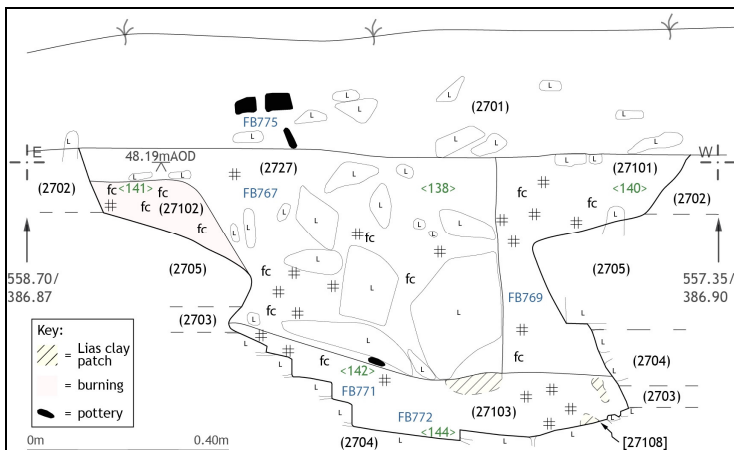 L
L
L
L
L
(2701)
FB775
L
L
L
L
L
L
E
48.19mAOD
(2727)
L
L
(27101)
W
(2702)
fc
<141>
fc
L
L
FB767
L
<138>
<140>
(2702)
fc
(27102)
fc
L
L
fc
L
L
L
L
L
fc
L
(2705)
(2705)
558.70/
386.87
fc
L
L
fc
L
FB769
557.35/
386.90
(2703)
fc
L
L
(2704)
Key:
= Lias clay
patch
= burning
= pottery
fc
L
<142>
FB771
L
fc
(2703)
FB772
<144>
(27103)
L
L
0m
0.40m
(2704)
L
L
L
[27108]